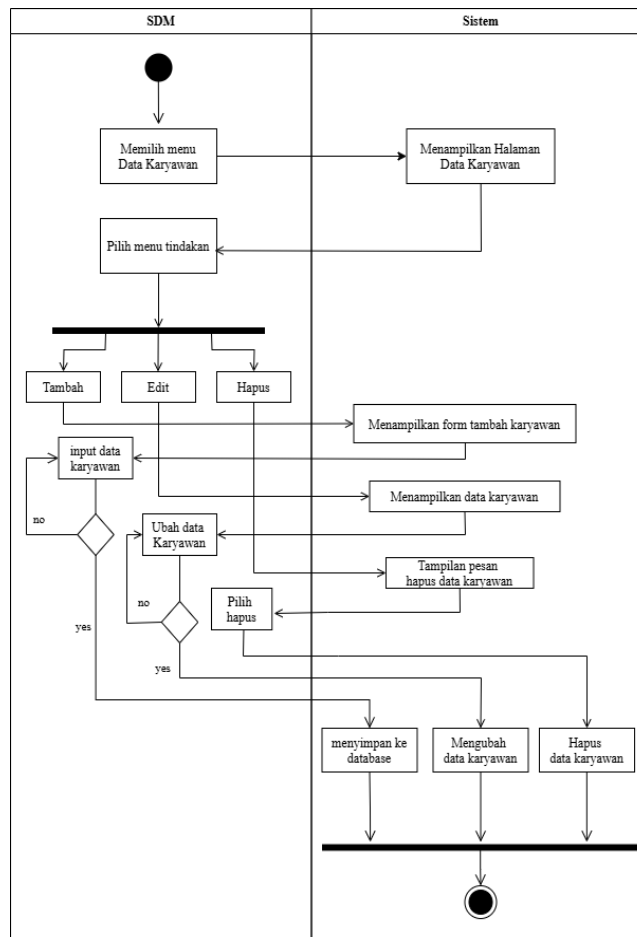 SDM
Sistem
Memilih menu
Data Karyawan
Menampilkan Halaman
Data Karyawan
Pilih menu tindakan
Tambah
Edit
Hapus
Menampilkan form tambah karyawan
input data
karyawan
Menampilkan data karyawan
no
Ubah data
Karyawan
Tampilan pesan
hapus data karyawan
no
Pilih
hapus
yes
yes
menyimpan ke
database
Mengubah
data karyawan
Hapus
data karyawan